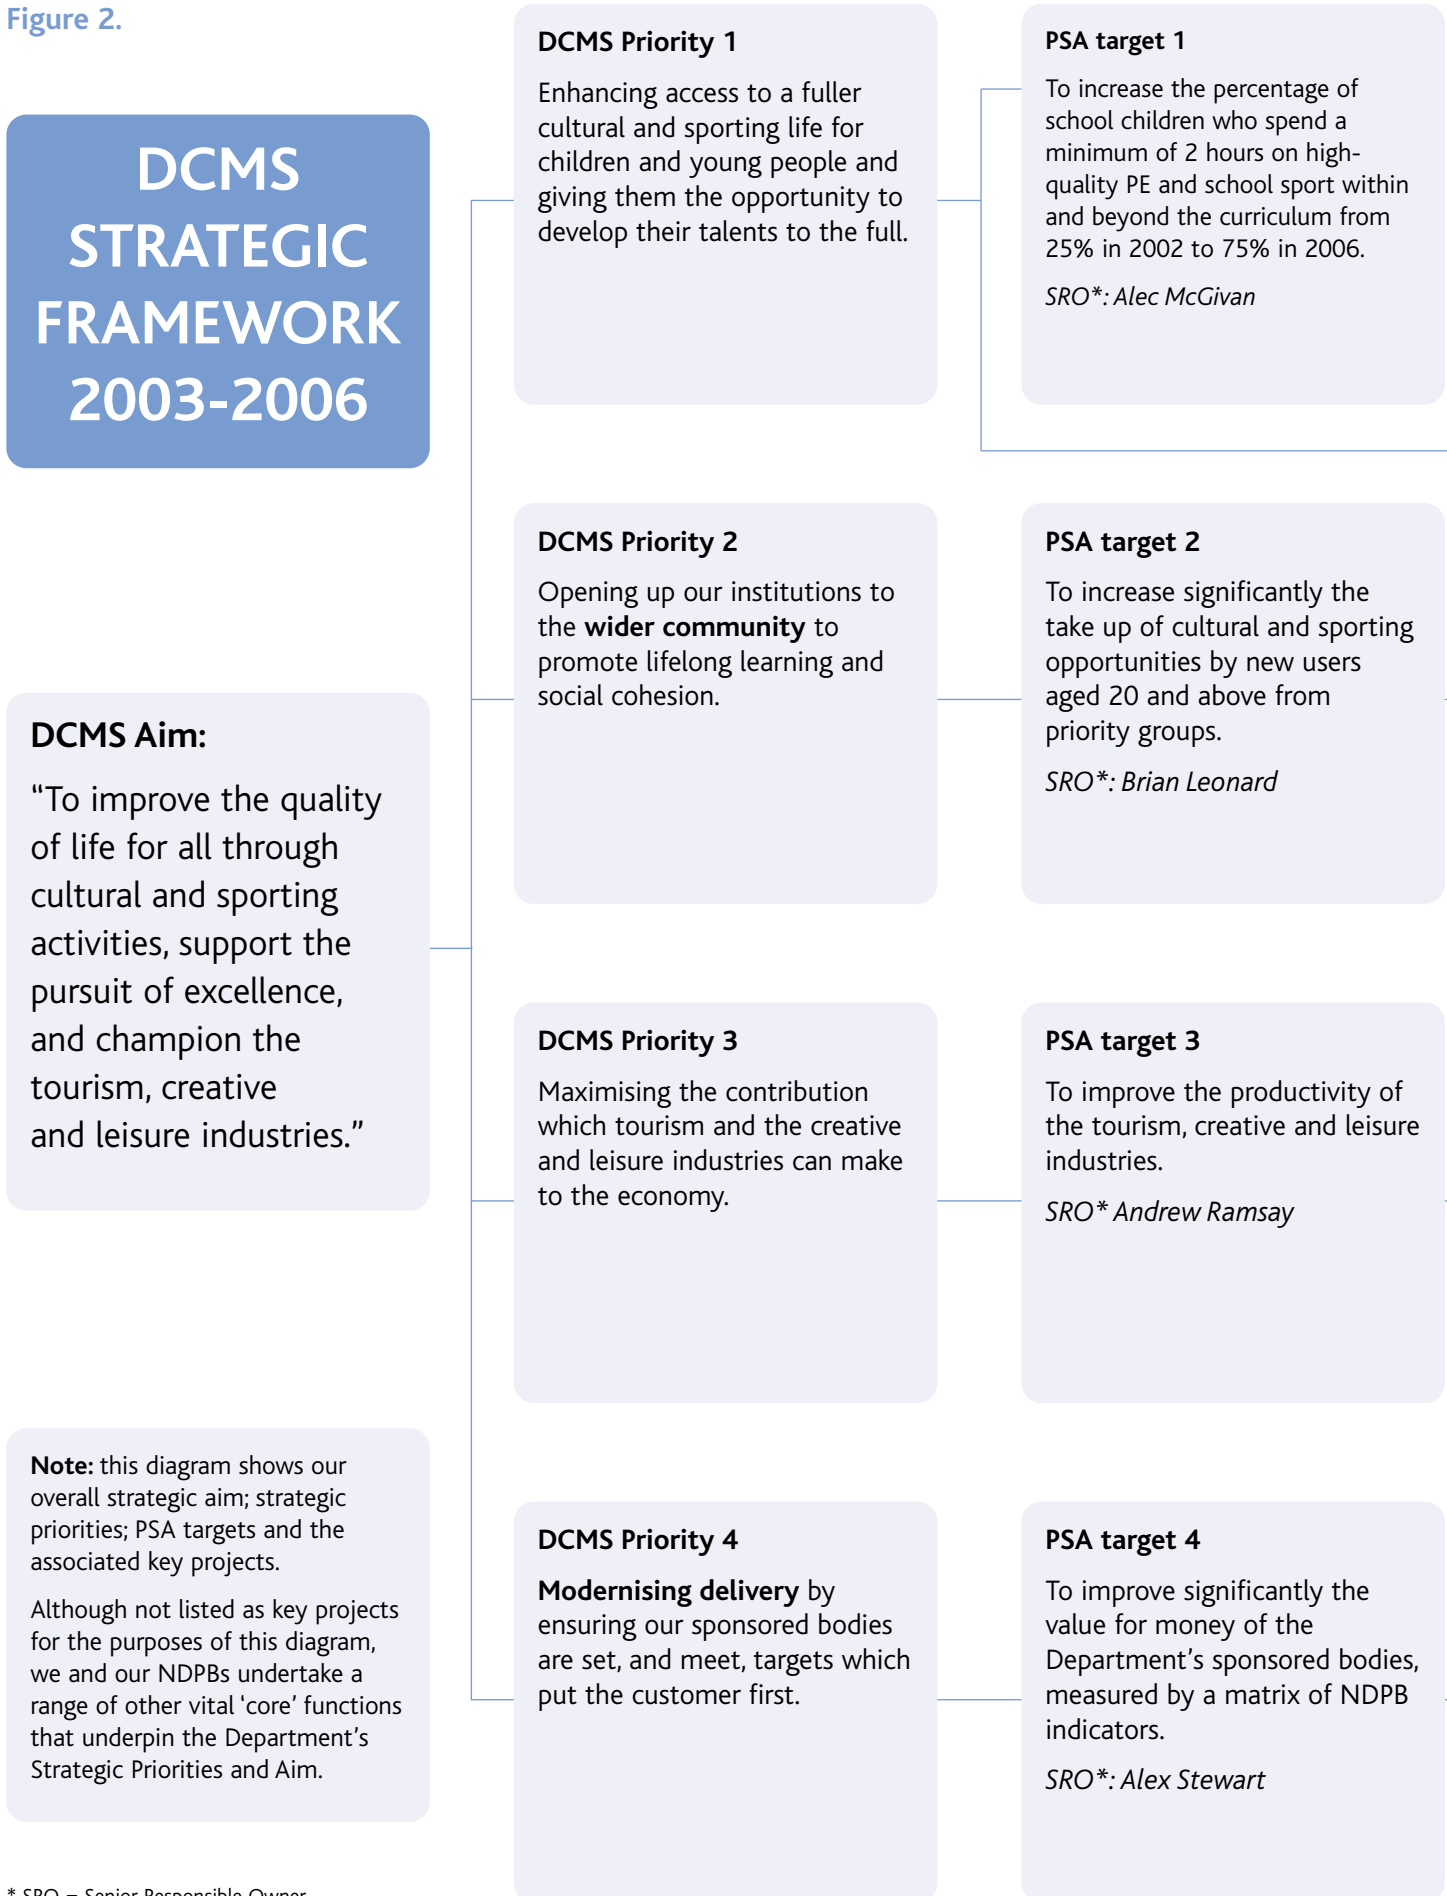 Figure 2.
DCMS
STRATEGIC
FRAMEWORK
2003-2006
DCMS Aim:
“To improve the quality
of life for all through
cultural and sporting
activities, support the
pursuit of excellence,
and champion the
tourism, creative
and leisure industries.”
Note: this diagram shows our
overall strategic aim; strategic
priorities; PSA targets and the
associated key projects.
Although not listed as key projects
for the purposes of this diagram,
we and our NDPBs undertake a
range of other vital ‘core’ functions
that underpin the Department’s
Strategic Priorities and Aim.
* SRO = Senior Responsible Owner
DCMS Priority 1
Enhancing access to a fuller
cultural and sporting life for
children and young people and
giving them the opportunity to
develop their talents to the full.
PSA target 1
To increase the percentage of
school children who spend a
minimum of 2 hours on high-
quality PE and school sport within
and beyond the curriculum from
25% in 2002 to 75% in 2006.
SRO*: Alec McGivan
DCMS Priority 2
Opening up our institutions to
the wider community to
promote lifelong learning and
social cohesion.
PSA target 2
To increase significantly the
take up of cultural and sporting
opportunities by new users
aged 20 and above from
priority groups.
SRO*: Brian Leonard
DCMS Priority 3
Maximising the contribution
which tourism and the creative
and leisure industries can make
to the economy.
PSA target 3
To improve the productivity of
the tourism, creative and leisure
industries.
SRO* Andrew Ramsay
DCMS Priority 4
Modernising delivery by
ensuring our sponsored bodies
are set, and meet, targets which
put the customer first.
PSA target 4
To improve significantly the
value for money of the
Department’s sponsored bodies,
measured by a matrix of NDPB
indicators.
SRO*: Alex Stewart